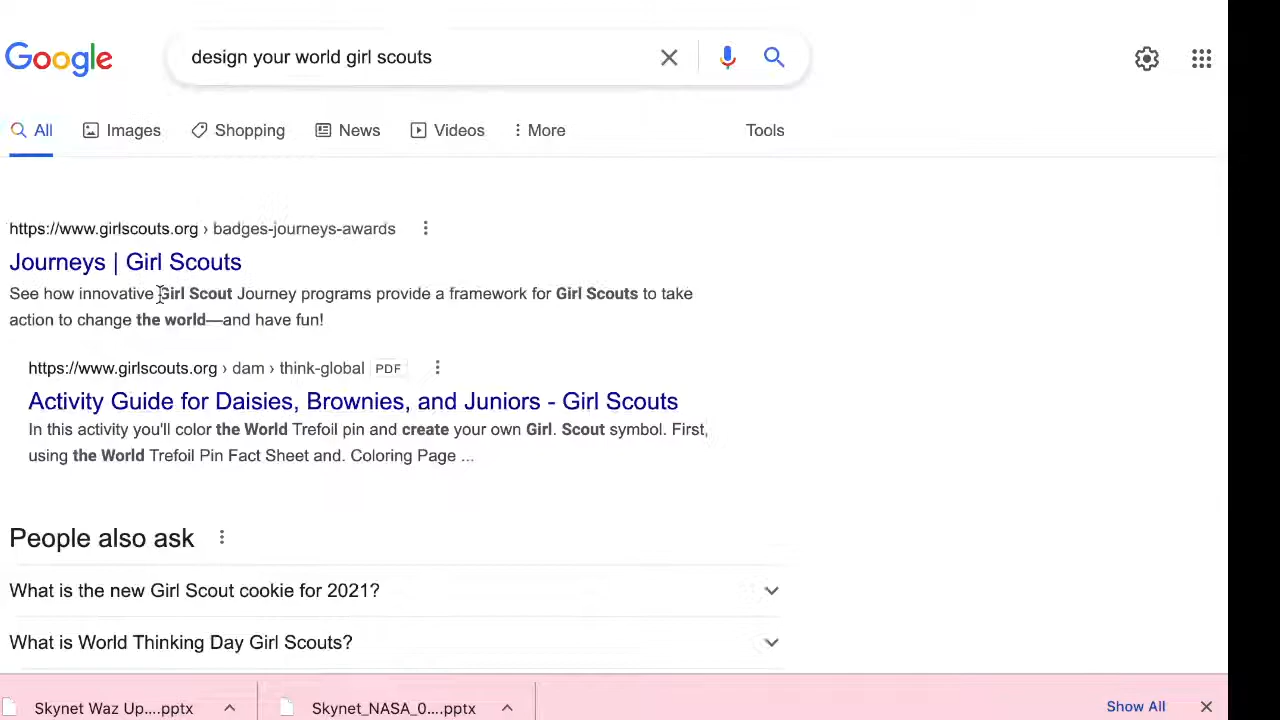 Google
design your world girl scouts
All Images Shopping News Videos More Tools
https://www.girlscouts.org › badges-journeys-awards
Journeys | Girl Scouts
See how innovative Girl Scout Journey programs provide a framework for Girl Scouts to take
action to change the world—and have fun!
https://www.girlscouts.org › dam › think-global PDF
Activity Guide for Daisies, Brownies, and Juniors - Girl Scouts
In this activity you'll color the World Trefoil pin and create your own Girl. Scout symbol. First,
using the World Trefoil Pin Fact Sheet and. Coloring Page ...
People also ask
What is the new Girl Scout cookie for 2021?
What is World Thinking Day Girl Scouts?
Skynet Waz Up....pptx Skynet_NASA_0....pptx Show All